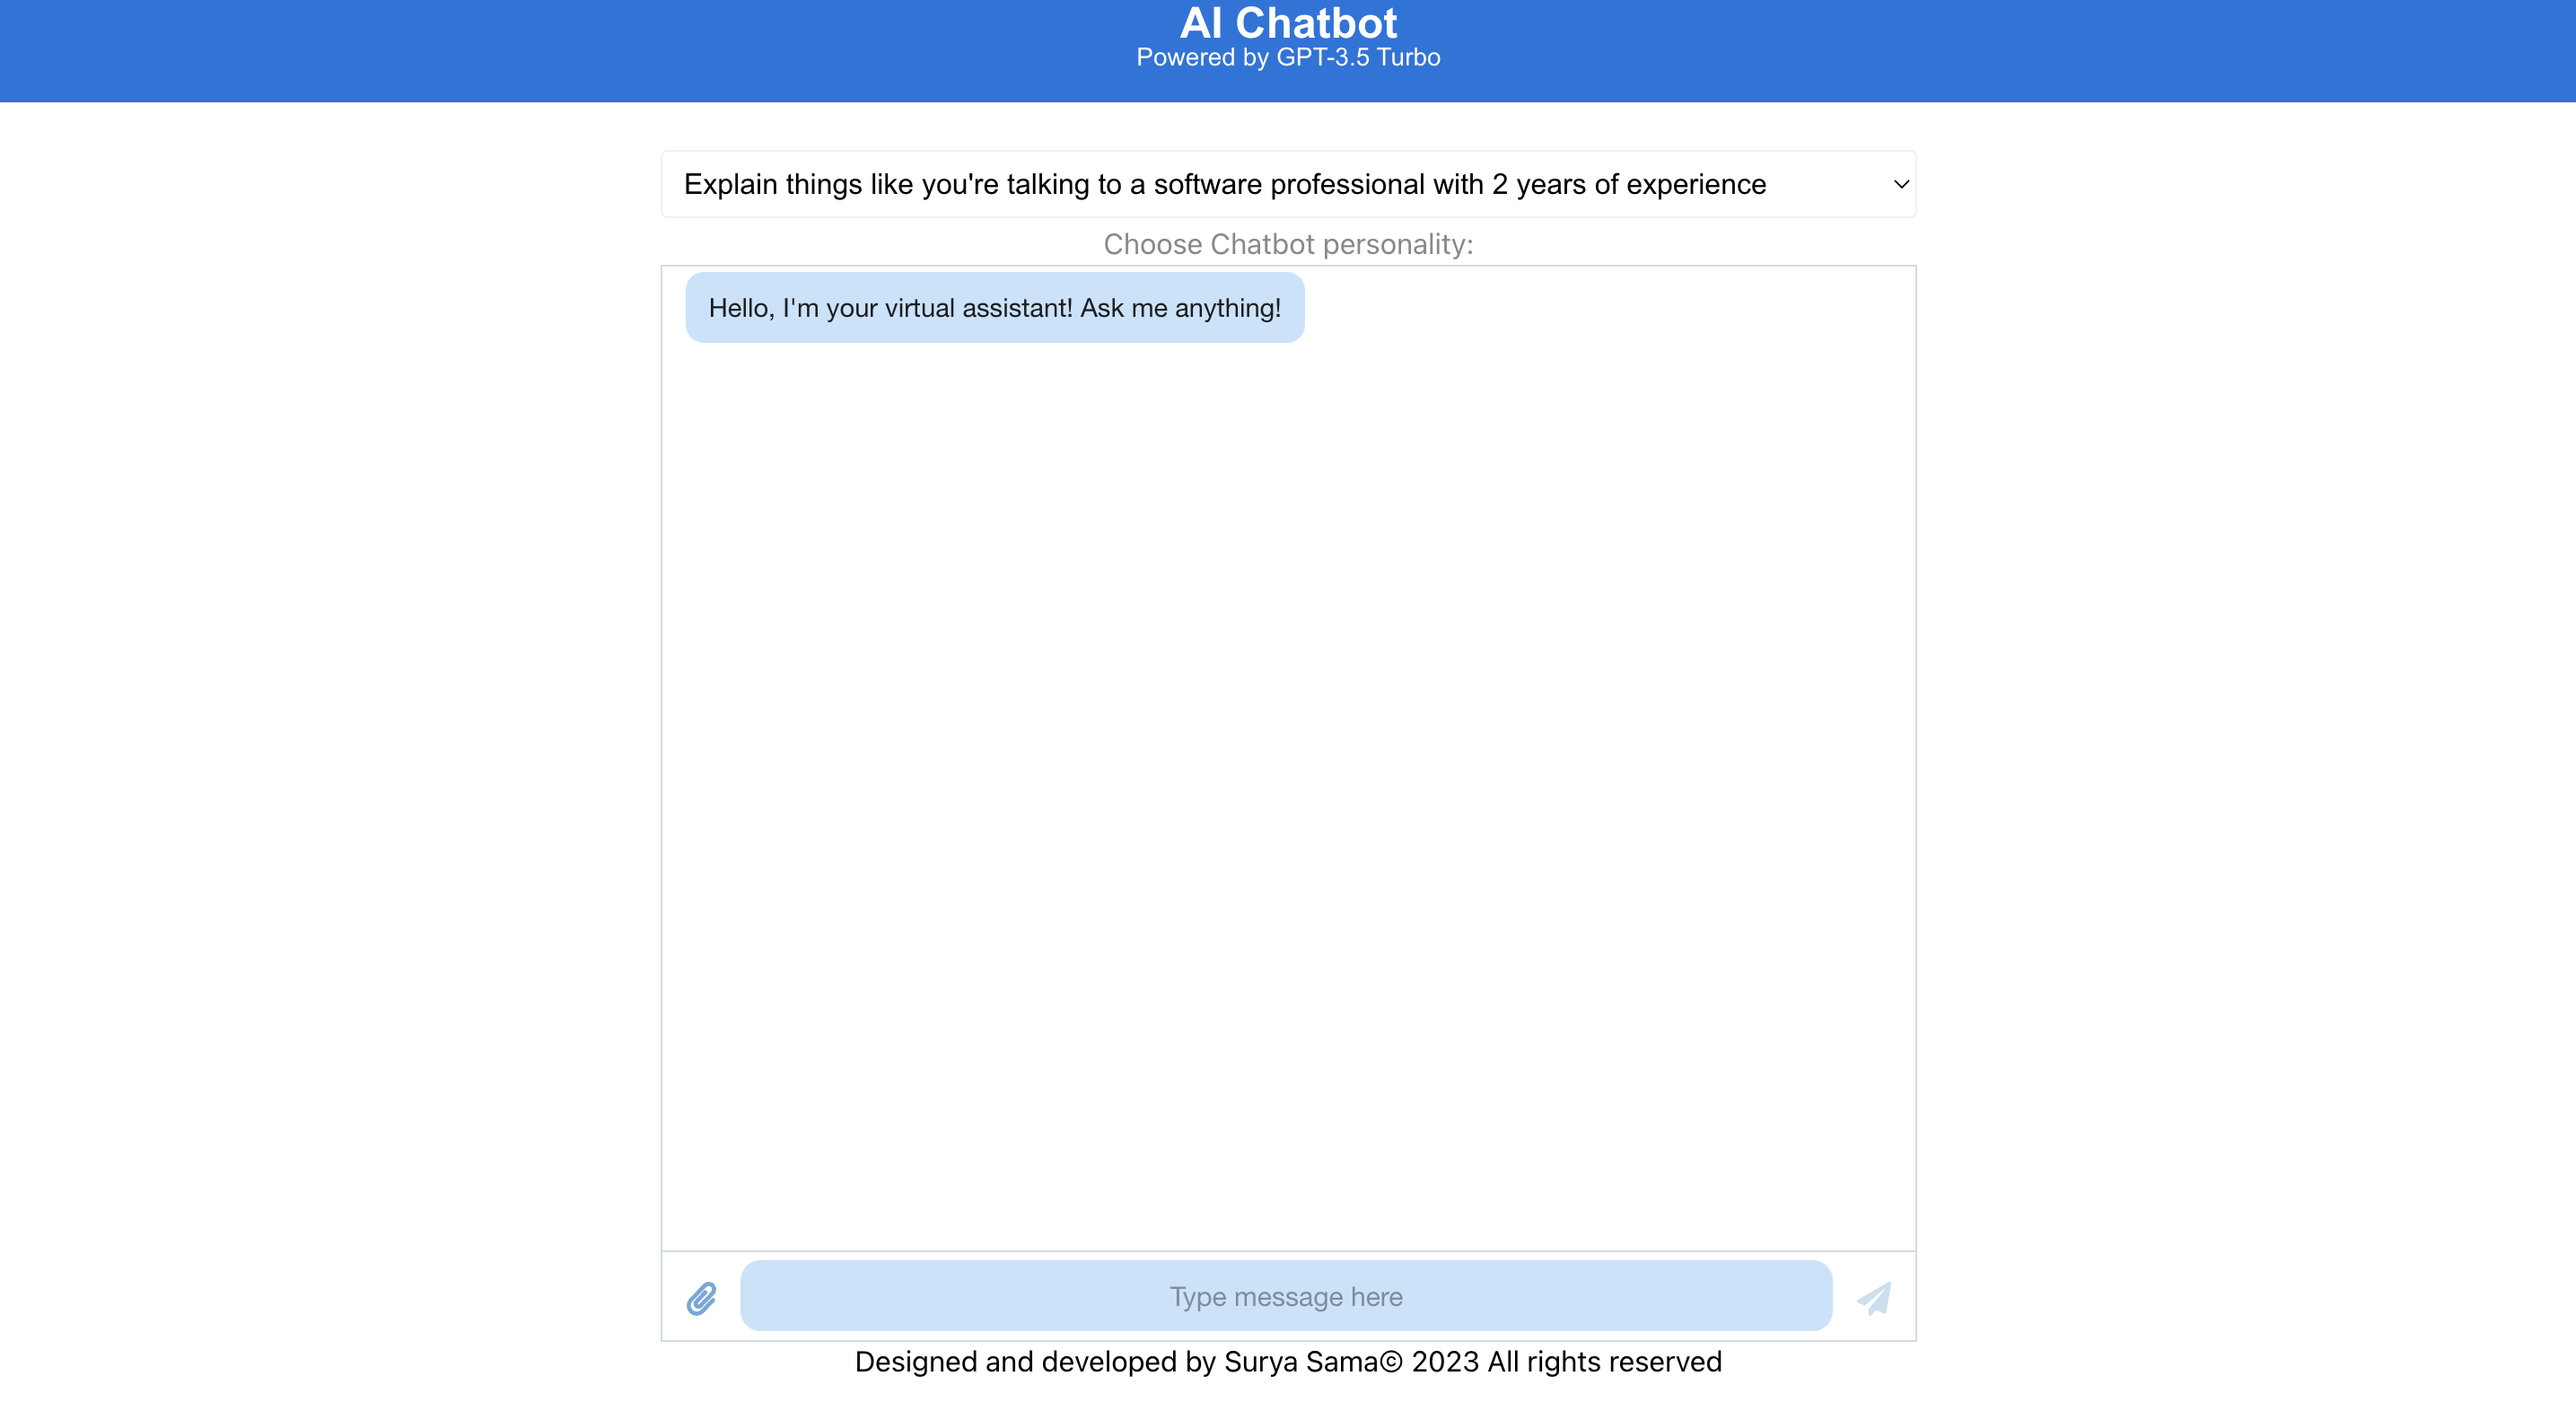 AI Chatbot
Powered by GPT-3.5 Turbo
Explain things like you're talking to a software professional with 2 years of experience
Choose Chatbot personality:
Hello, I'm your virtual assistant! Ask me anything!
Type message here
Designed and developed by Surya Sama© 2023 All rights reserved